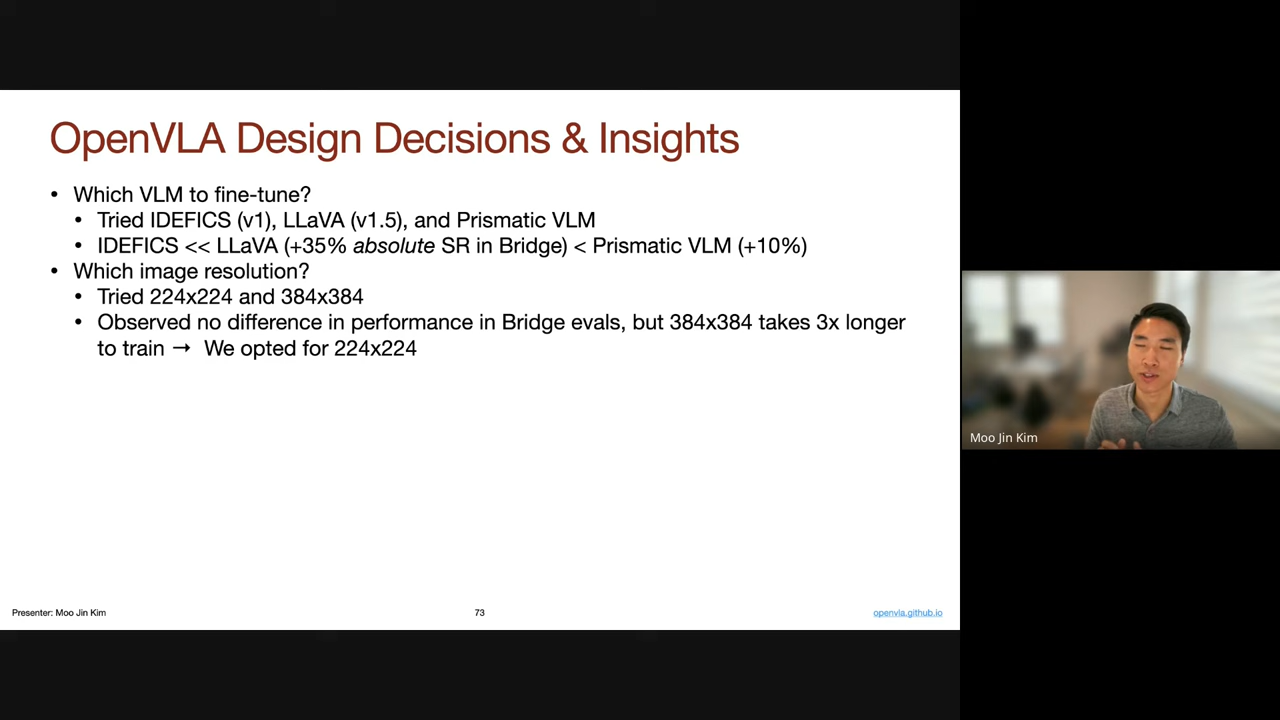 OpenVLA Design Decisions & Insights
• Which VLM to fine-tune?
• Tried IDEFICS (v1), LLaVA (v1.5), and Prismatic VLM
• IDEFICS << LLaVA (+35% absolute SR in Bridge) < Prismatic VLM (+10%)
• Which image resolution?
• Tried 224x224 and 384x384
• Observed no difference in performance in Bridge evals, but 384x384 takes 3x longer
to train → We opted for 224x224
Moo Jin Kim
Presenter: Moo Jin Kim
73
openvla.github.io